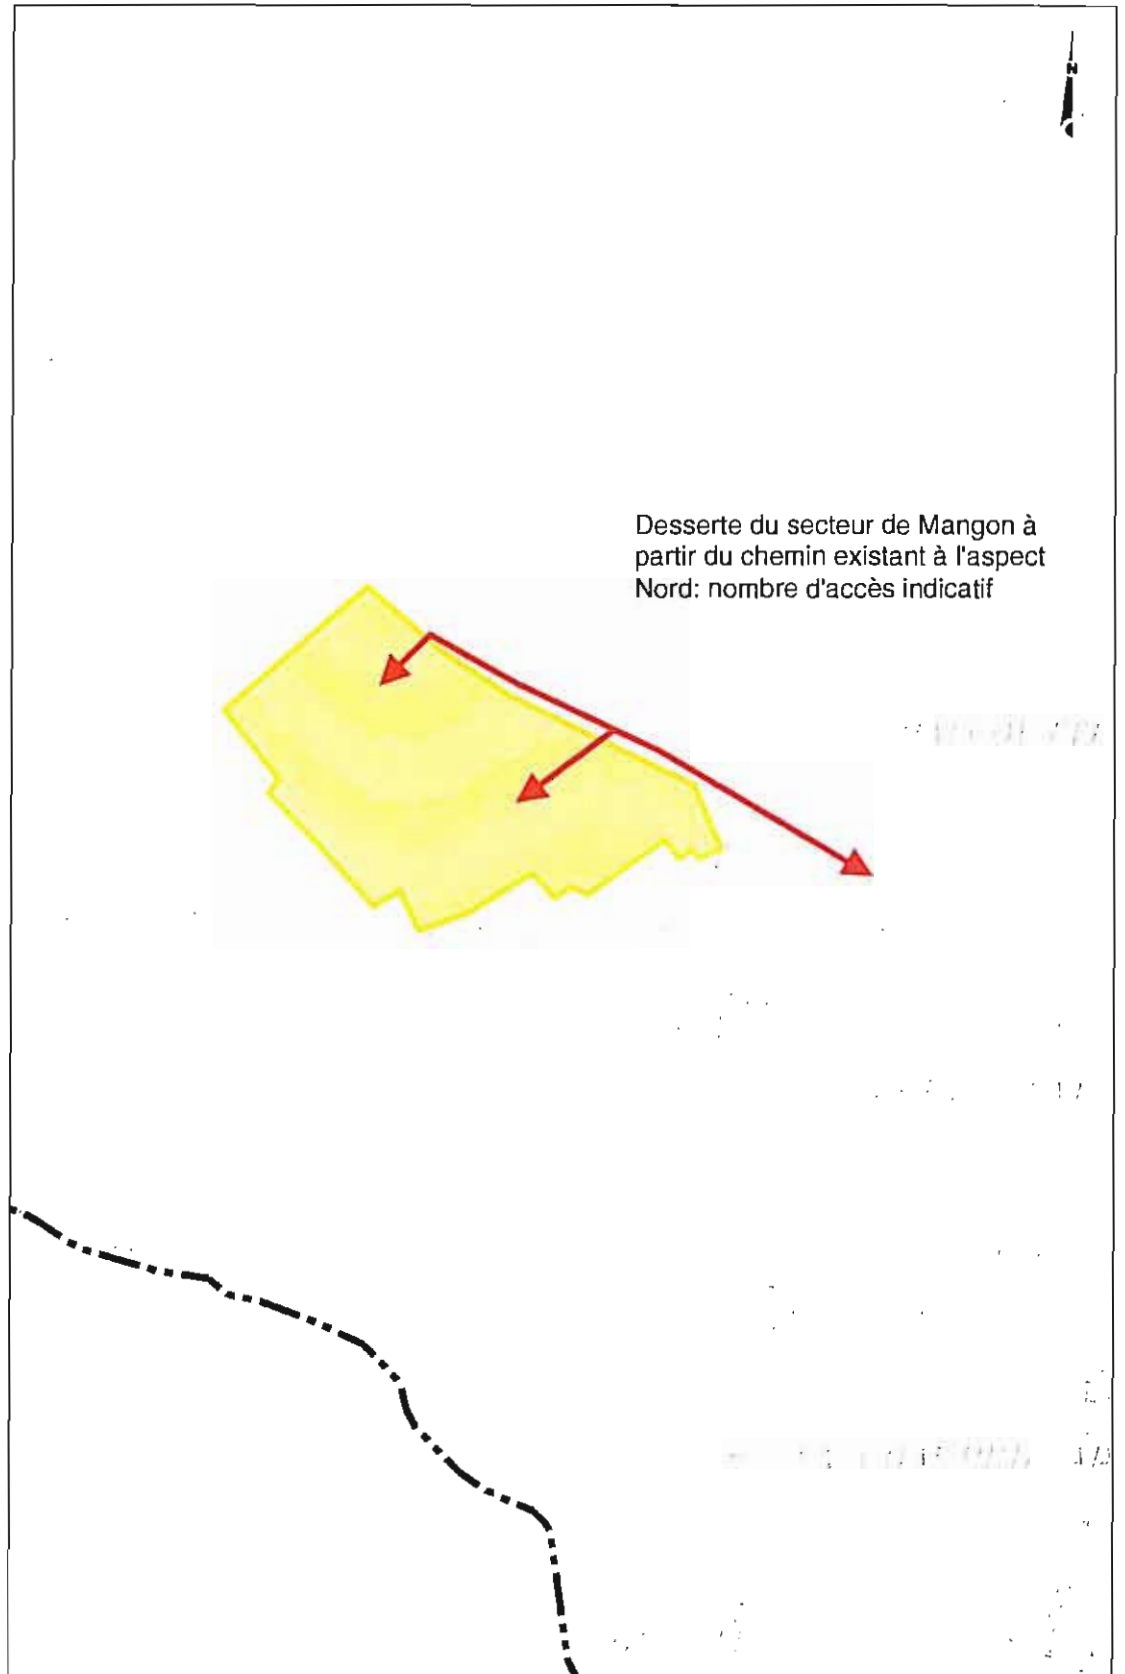 N
Desserte du secteur de Mangon à
partir du chemin existant à l'aspect
Nord: nombre d'accès indicatif